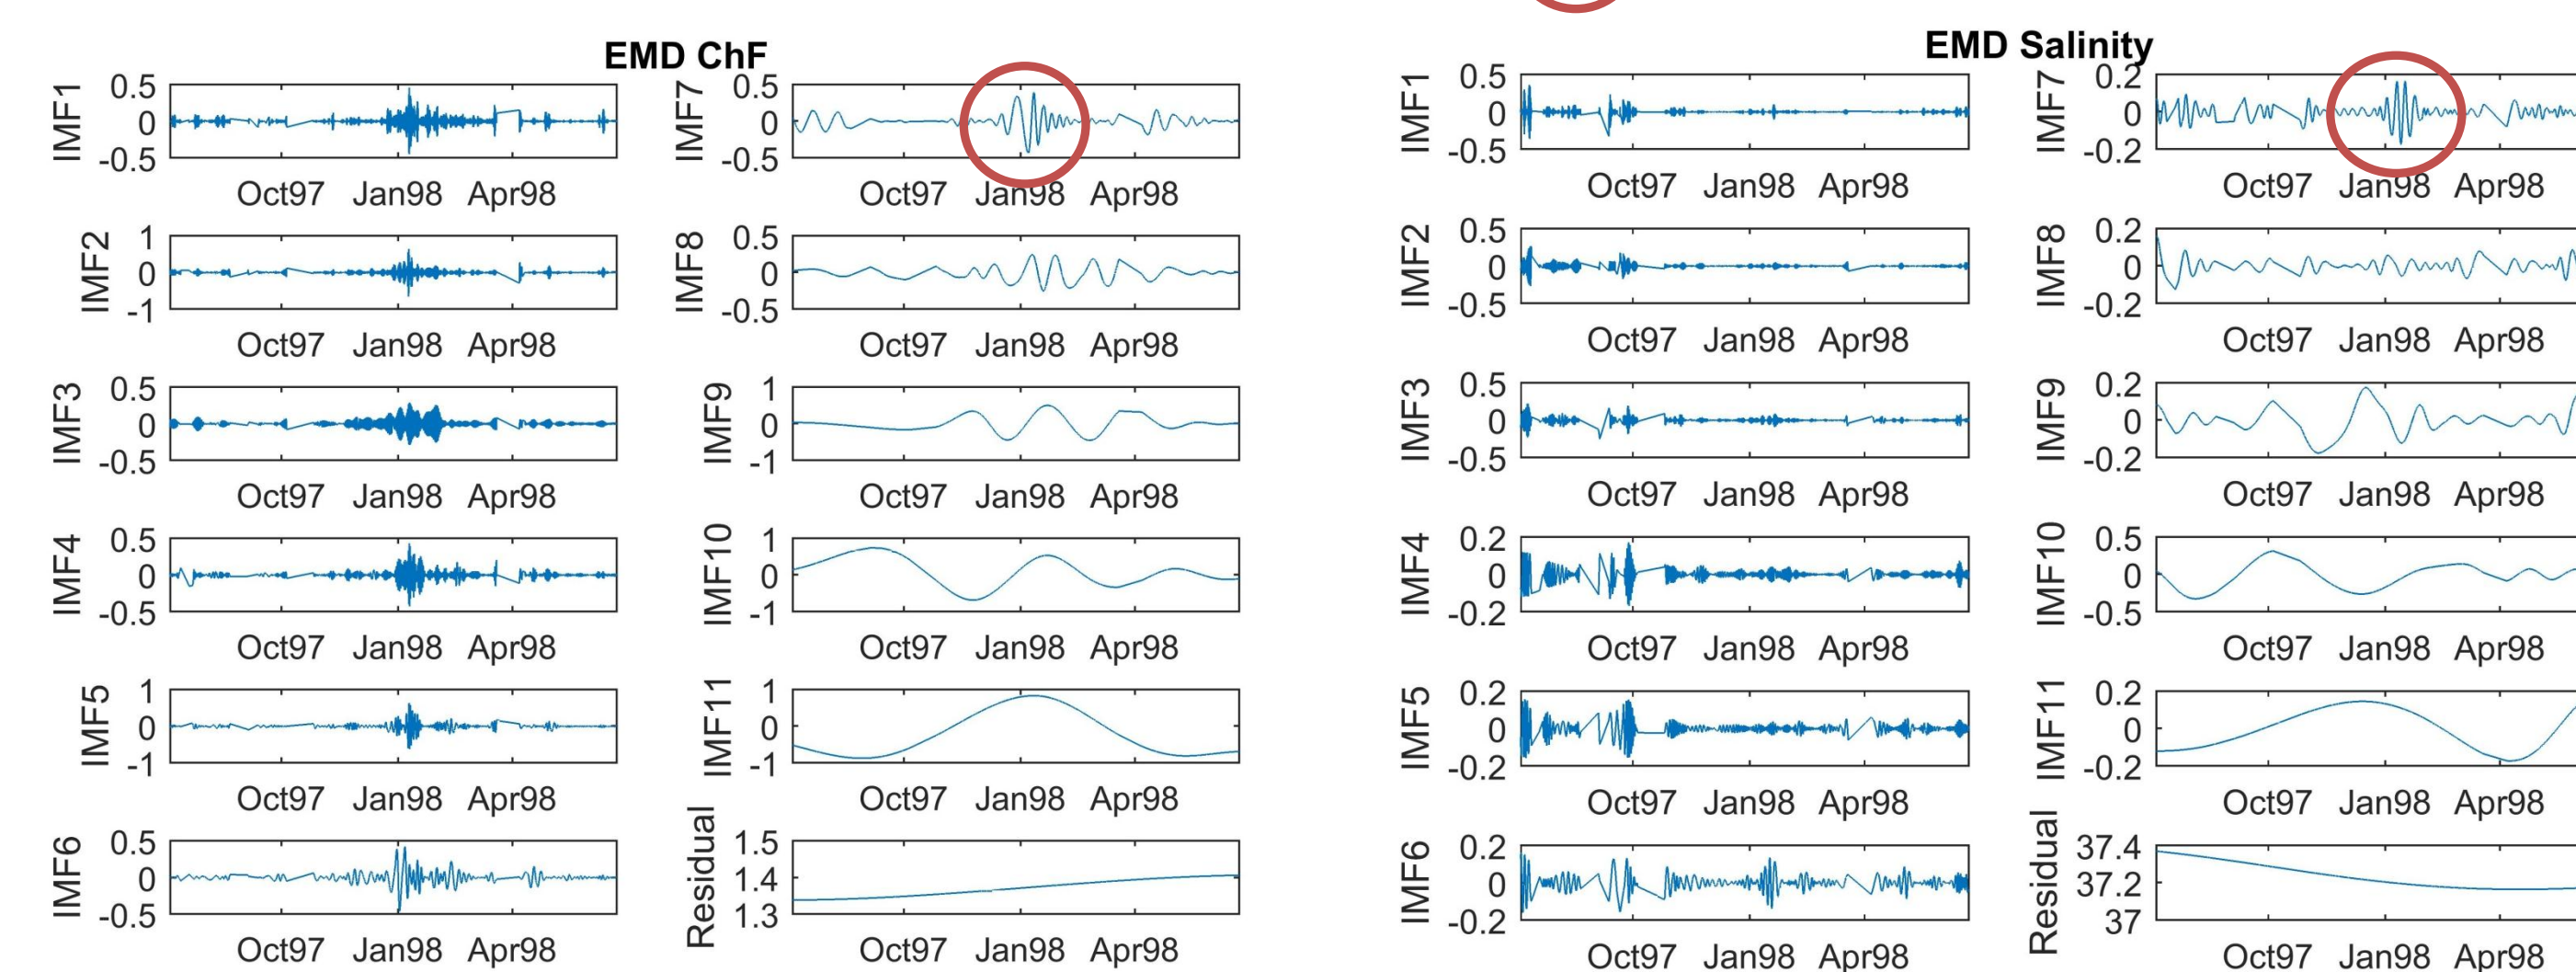 EMD ChF
IMF1
0.5
0
-0.5
Oct97 Jan98 Apr98
IMF2
1
0
-1
Oct97 Jan98 Apr98
IMF3
0.5
0
-0.5
Oct97 Jan98 Apr98
IMF4
0.5
0
-0.5
Oct97 Jan98 Apr98
IMF5
1
0
-1
Oct97 Jan98 Apr98
IMF6
0.5
0
-0.5
Oct97 Jan98 Apr98
IMF7
0.5
0
-0.5
Oct97 Jan98 Apr98
IMF8
0.5
0
-0.5
Oct97 Jan98 Apr98
IMF9
1
0
-1
Oct97 Jan98 Apr98
IMF10
1
0
-1
Oct97 Jan98 Apr98
IMF11
1
0
-1
Oct97 Jan98 Apr98
Residual
1.5
1.4
1.3
Oct97 Jan98 Apr98
EMD Salinity
IMF1
0.5
0
-0.5
Oct97 Jan98 Apr98
IMF2
0.5
0
-0.5
Oct97 Jan98 Apr98
IMF3
0.5
0
-0.5
Oct97 Jan98 Apr98
IMF4
0.2
0
-0.2
Oct97 Jan98 Apr98
IMF5
0.2
0
-0.2
Oct97 Jan98 Apr98
IMF6
0.2
0
-0.2
Oct97 Jan98 Apr98
IMF7
0.2
0
-0.2
Oct97 Jan98 Apr98
IMF8
0.2
0
-0.2
Oct97 Jan98 Apr98
IMF9
0.2
0
-0.2
Oct97 Jan98 Apr98
IMF10
0.5
0
-0.5
Oct97 Jan98 Apr98
IMF11
0.2
0
-0.2
Oct97 Jan98 Apr98
Residual
37.4
37.2
37
Oct97 Jan98 Apr98